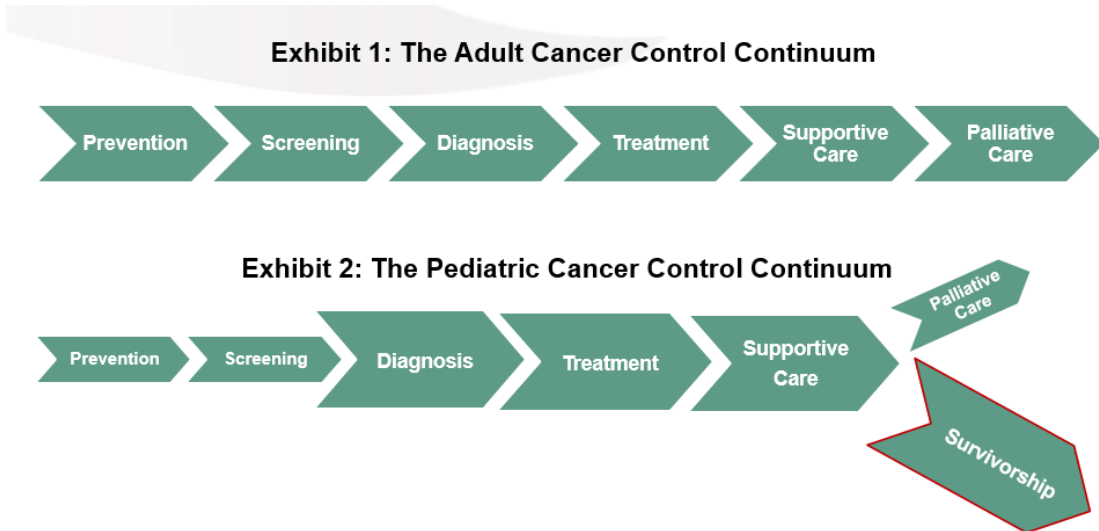 Exhibit 1: The Adult Cancer Control Continuum
Prevention
Screening
Diagnosis
Treatment
Supportive
Care
Palliative
Care
Exhibit 2: The Pediatric Cancer Control Continuum
Prevention
Screening
Diagnosis
Treatment
Supportive
Care
Palliative
Care
Survivorship